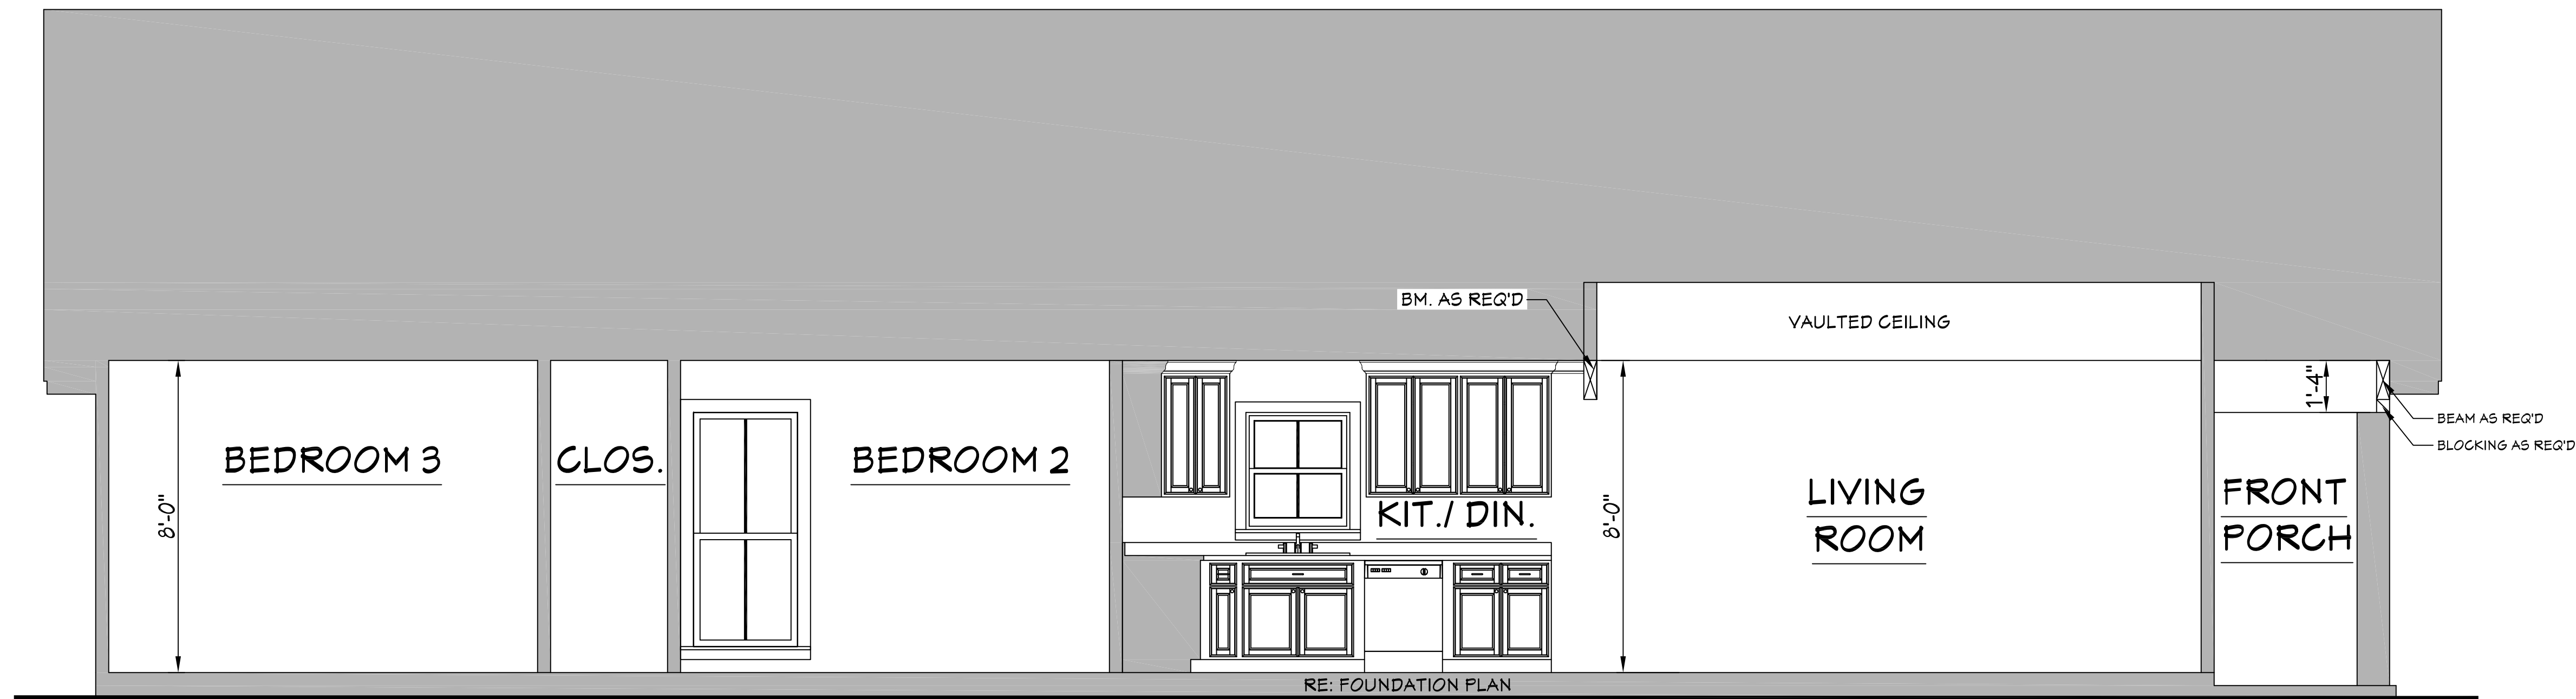 BM. AS REQ'D
VAULTED CEILING
1'-4"
BEAM AS REQ'D
BLOCKING AS REQ'D
BEDROOM 3
CLOS.
BEDROOM 2
8'-0"
KIT./ DIN.
8'-0"
LIVING
ROOM
FRONT
PORCH
RE: FOUNDATION PLAN